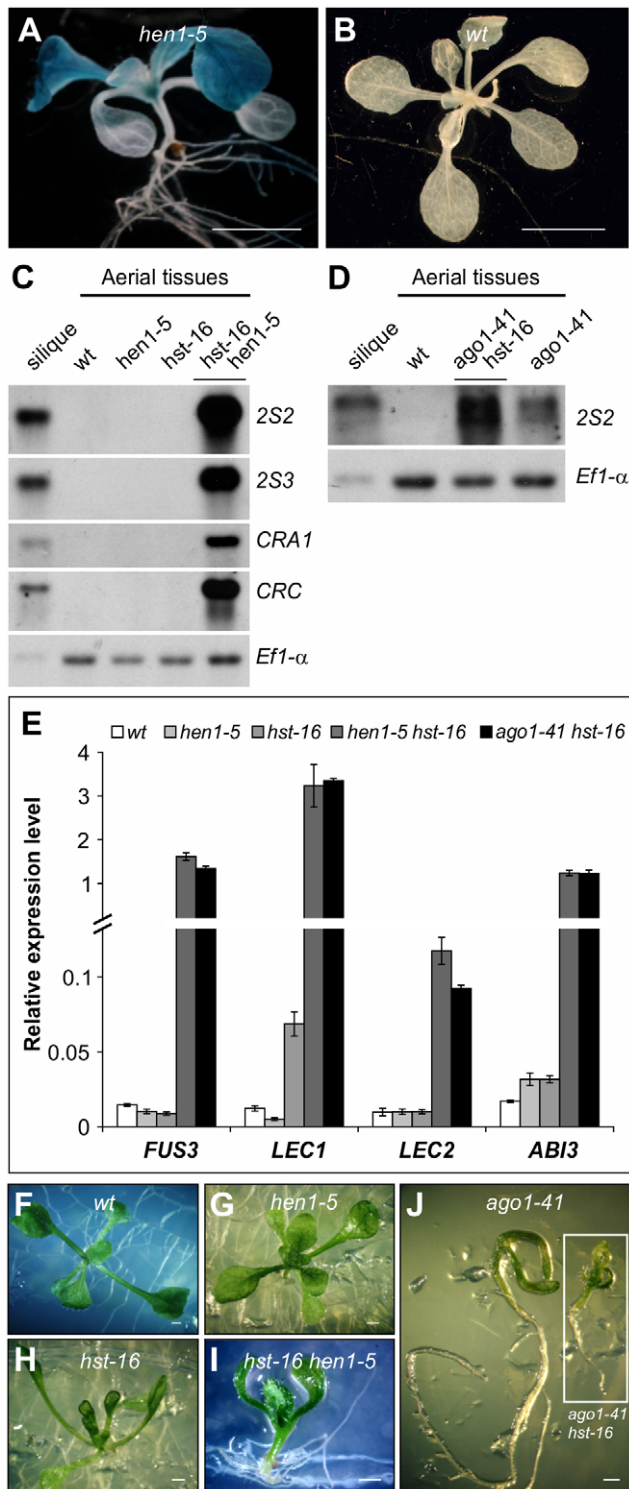 A
hen1-5
B
wt
C
Aerial tissues
silique
wt
hen1-5
hst-16
hst-16
hen1-5
2S2
2S3
CRA1
CRC
Ef1-α
D
Aerial tissues
silique
wt
ago1-41
hst-16
ago1-41
2S2
Ef1-α
E
wt hen1-5 hst-16 hen1-5 hst-16 ago1-41 hst-16
Relative expression level
4
3
2
1
0.1
0.05
0
FUS3 LEC1 LEC2 ABI3
F
wt
G
hen1-5
H
hst-16
I
hst-16 hen1-5
J
ago1-41
ago1-41
hst-16